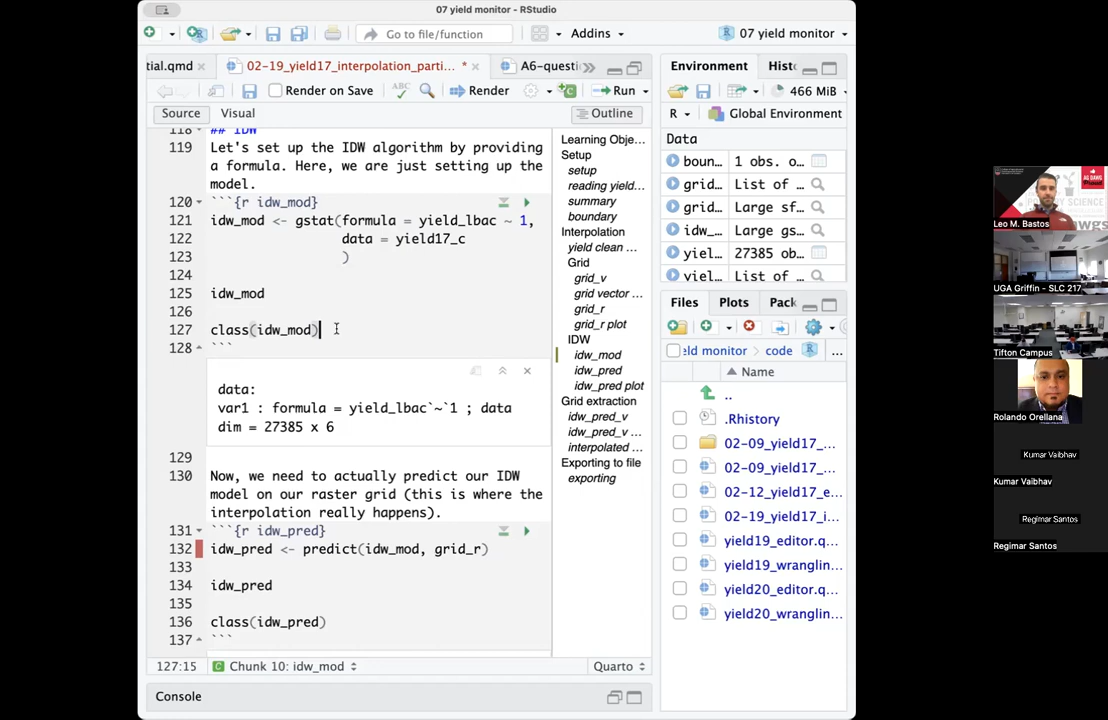 07 yield monitor - RStudio
Go to file/function
Addins
07 yield monitor
tial.qmd
02-19_yield17_interpolation_parti...*
A6-questi
Environment
Histo
Render on Save
ABC
Render
Run
466 MiB
Source
Visual
Outline
R
Global Environment
118
## IDW
119
Let's set up the IDW algorithm by providing
a formula. Here, we are just setting up the
model.
120
```{r idw_mod}
121
idw_mod <- gstat(formula = yield_lbac ~ 1,
122
data = yield17_c
123
)
124
125
idw_mod
126
127
class(idw_mod)
128
```
data:
var1 : formula = yield_lbac`~`1 ; data
dim = 27385 x 6
129
130
Now, we need to actually predict our IDW
model on our raster grid (this is where the
interpolation really happens).
131
```{r idw_pred}
132
idw_pred <- predict(idw_mod, grid_r)
133
134
idw_pred
135
136
class(idw_pred)
137
```
127:15
Chunk 10: idw_mod
Quarto
Console
Learning Obje...
Setup
setup
reading yield...
summary
boundary
Interpolation
yield clean ...
Grid
grid_v
grid vector ...
grid_r
grid_r plot
IDW
idw_mod
idw_pred
idw_pred plot
Grid extraction
idw_pred_v
idw_pred_v ...
interpolated ...
Exporting to file
exporting
Data
boun...
1 obs. o...
grid...
List of ...
grid...
Large sf...
idw_...
Large gs...
yiel...
27385 ob...
yiel...
List of ...
Files
Plots
Pack
eld monitor
code
...
Name
..
.Rhistory
02-09_yield17_...
02-09_yield17_...
02-12_yield17_e...
02-19_yield17_i...
yield19_editor.q...
yield19_wranglin...
yield20_editor.q...
yield20_wranglin...
AG DAWG
Leo M. Bastos
UGA Griffin - SLC 217
Tifton Campus
Rolando Orellana
Kumar Vaibhav
Kumar Vaibhav
Regimar Santos
Regimar Santos